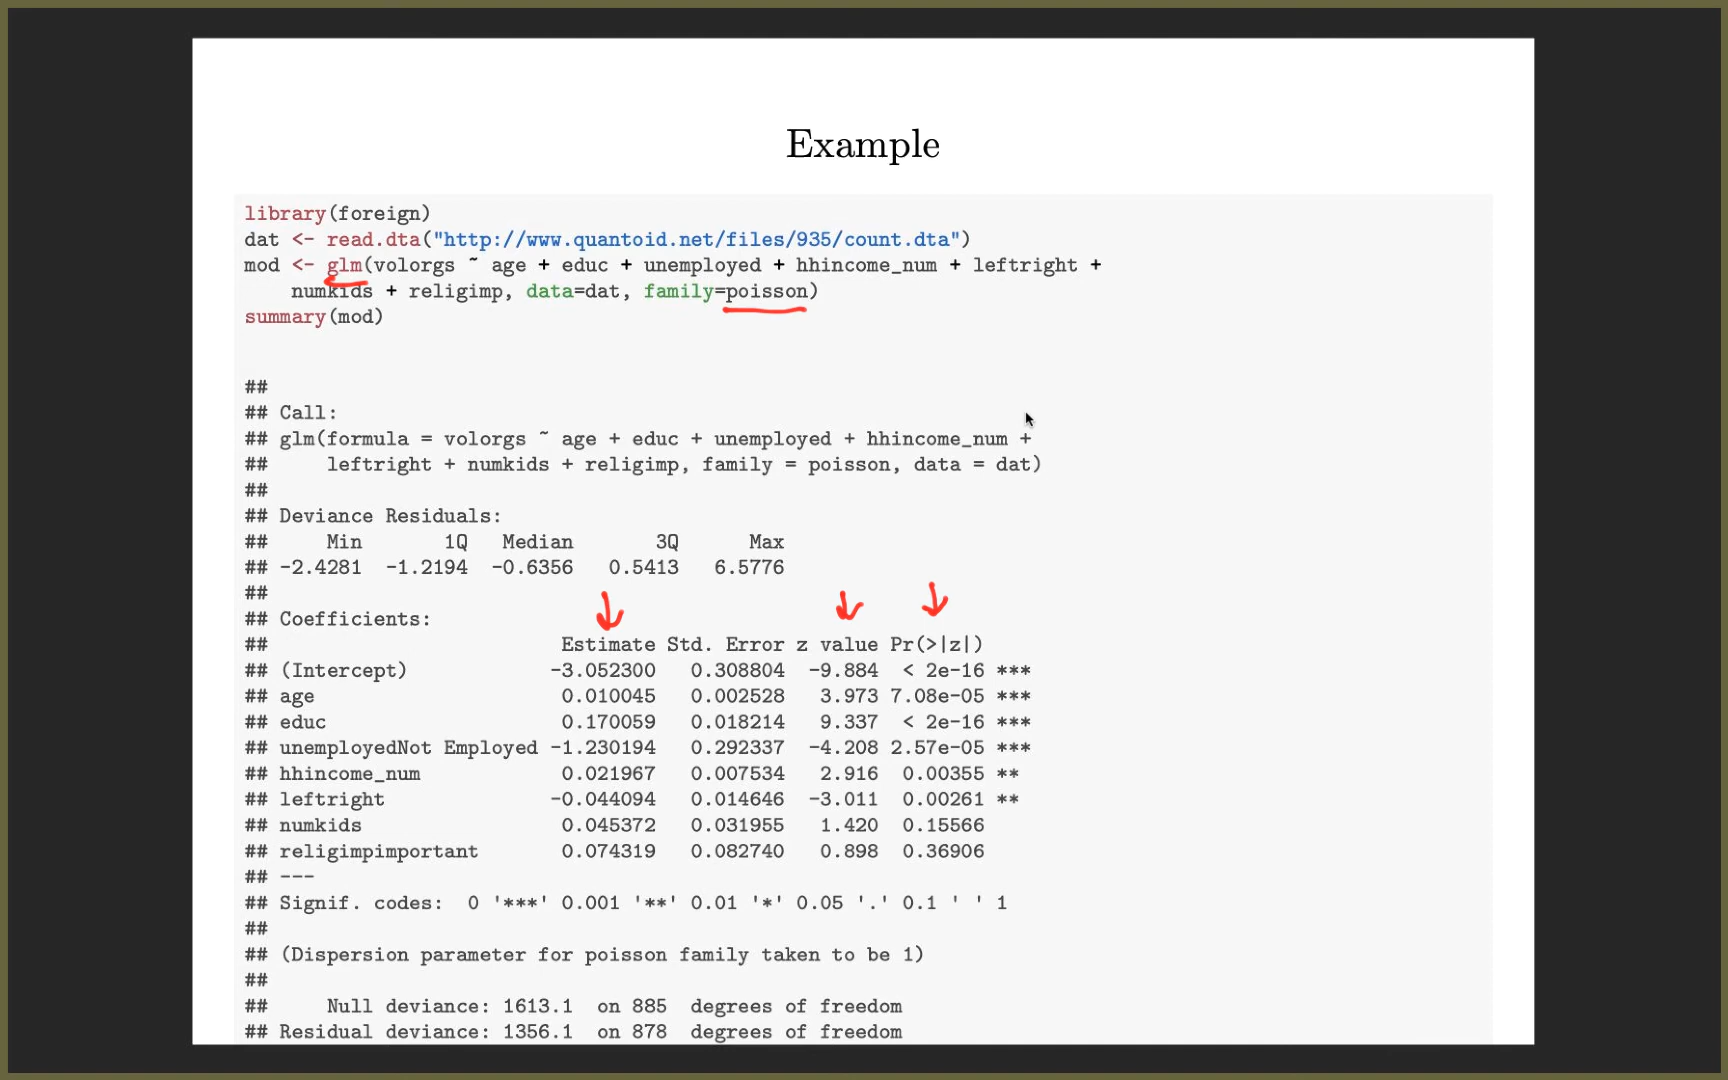 Example
library(foreign)
dat <- read.dta("http://www.quantoid.net/files/935/count.dta")
mod <- glm(volorgs ~ age + educ + unemployed + hhincome_num + leftright +
    numkids + religimp, data=dat, family=poisson)
summary(mod)
##
## Call:
## glm(formula = volorgs ~ age + educ + unemployed + hhincome_num +
##     leftright + numkids + religimp, family = poisson, data = dat)
##
## Deviance Residuals:
##     Min       1Q   Median       3Q      Max
## -2.4281  -1.2194  -0.6356   0.5413   6.5776
##
## Coefficients:
##                         Estimate Std. Error z value Pr(>|z|)
## (Intercept)            -3.052300   0.308804  -9.884  < 2e-16 ***
## age                     0.010045   0.002528   3.973 7.08e-05 ***
## educ                    0.170059   0.018214   9.337  < 2e-16 ***
## unemployedNot Employed -1.230194   0.292337  -4.208 2.57e-05 ***
## hhincome_num            0.021967   0.007534   2.916  0.00355 **
## leftright              -0.044094   0.014646  -3.011  0.00261 **
## numkids                 0.045372   0.031955   1.420  0.15566
## religimpimportant       0.074319   0.082740   0.898  0.36906
## ---
## Signif. codes:  0 '***' 0.001 '**' 0.01 '*' 0.05 '.' 0.1 ' ' 1
##
## (Dispersion parameter for poisson family taken to be 1)
##
##     Null deviance: 1613.1  on 885  degrees of freedom
## Residual deviance: 1356.1  on 878  degrees of freedom